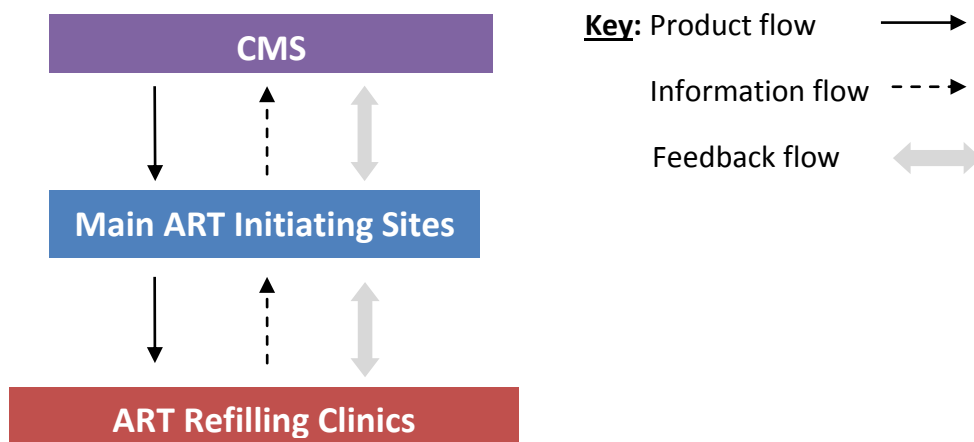 CMS
Key: Product flow
Information flow
Feedback flow
Main ART Initiating Sites
ART Refilling Clinics